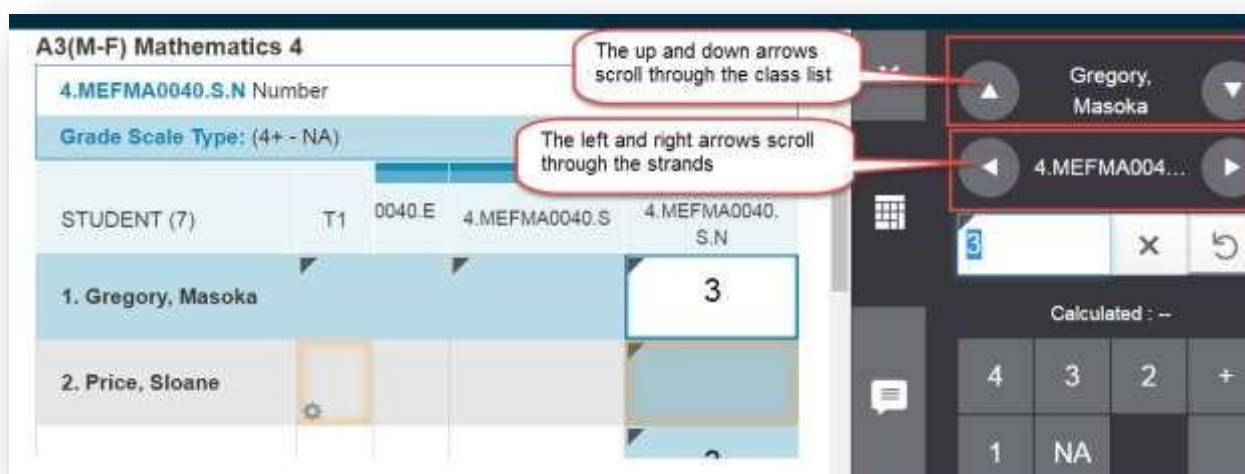 A3(M-F) Mathematics 4
4.MEFMA0040.S.N Number
Grade Scale Type: (4+ - NA)
The up and down arrows
scroll through the class list
The left and right arrows scroll
through the strands
STUDENT (7)
T1
0040.E
4.MEFMA0040.S
4.MEFMA0040.
S.N
1. Gregory, Masoka
3
2. Price, Sloane
Gregory,
Masoka
4.MEFMA004...
3
Calculated : --
4 3 2 +
1 NA